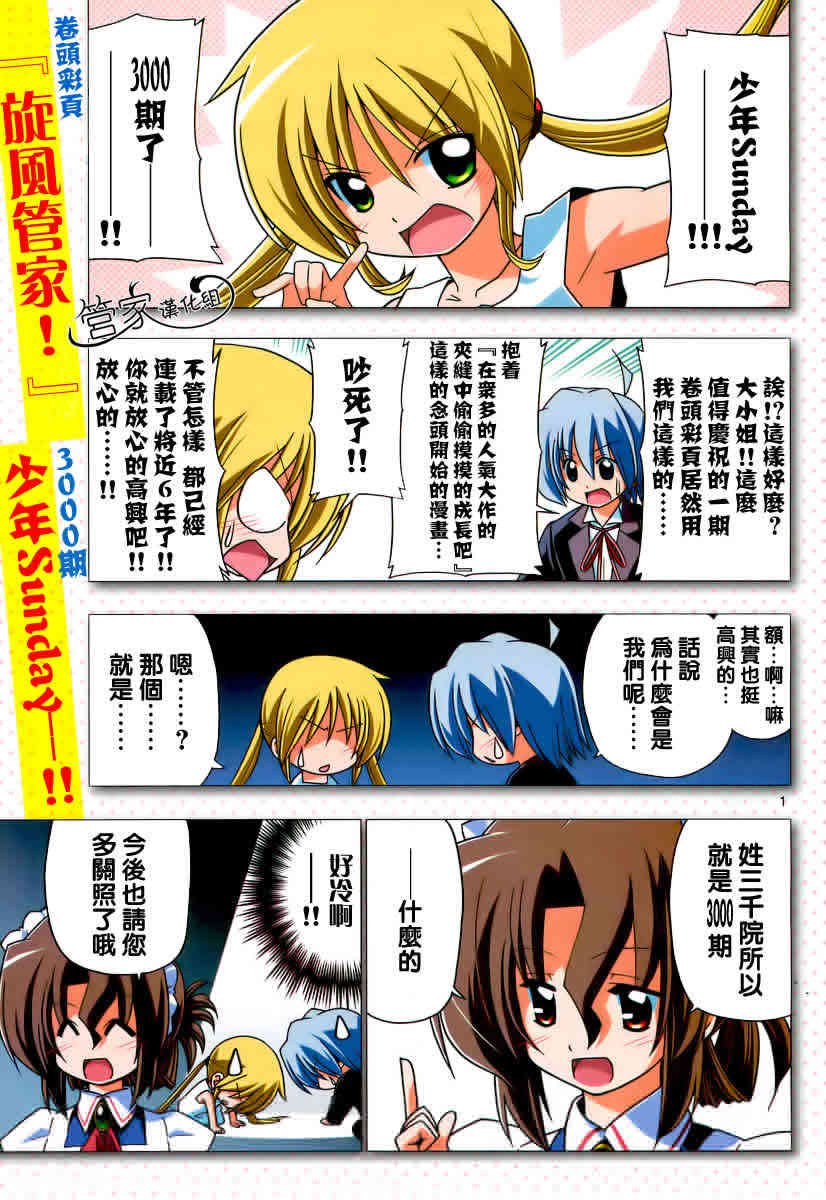 卷頭彩頁
『旋風管家！』
3000期
少年Sunday—!!
少年Sunday
——!!!
3000
期了
——!!
管家漢化組
誒!?這樣好麼?
大小姐!!這麼
值得慶祝的一期
卷頭彩頁居然用
我們這樣的……
抱着
『在眾多的人氣大作的
夾縫中偷偷摸摸的成長吧』
這樣的念頭開始的漫畫…
吵死了!!
不管怎樣 都已經
連載了將近6年了!!
你就放心的高興吧!!
放心的……!!
額…啊…嘛
其實也挺
高興的…
話說
為什麼會是
我們呢……
嗯……?
那個……
就是……
1
姓三千院所以
就是3000期
——什麼的
好冷啊
——!!
今後也請您
多關照了哦